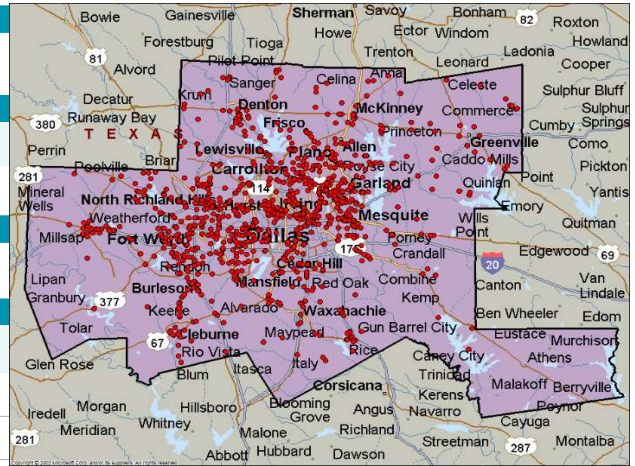 Bowie Gainesville Sherman Savoy Bonham 82 Roxton
Forestburg Tioga Howe Ector Windom Howland
81 Pilot Point Trenton Leonard Ladonia Cooper
Alvord Sanger Celina Anna Celeste Sulphur Bluff
Decatur Krum Denton McKinney Commerce Sulphur
Runaway Bay Frisco Princeton Cumby Springs
380 TEXAS Lewisville Plano Allen Greenville Como
Perrin Briar Carrollton Royse City Caddo Mills Pickton
281 Poolville 114 Garland Quinlan Point Yantis
Mineral North Richland Hills Irving Emory
Wells Weatherford Mesquite Wills Quitman
Millsap Fort Worth Dallas 175 Forney Point Edgewood 69
Rendon Cedar Hill Crandall 20
Lipan Burleson Mansfield Red Oak Combine Canton Van
Granbury 377 Kemp Lindale
Keene Alvarado Waxahachie Ben Wheeler Edom
Tolar Cleburne Maypearl Gun Barrel City Eustace Murchison
67 Rio Vista Rice Caney City Athens
Glen Rose Italy Trinidad
Blum Itasca Corsicana Malakoff Berryville
Iredell Morgan Hillsboro Blooming Kerens Poynor
Meridian Whitney Grove Angus Navarro Cayuga
281 Malone Richland Streetman 287 Montalba
Abbott Hubbard Dawson